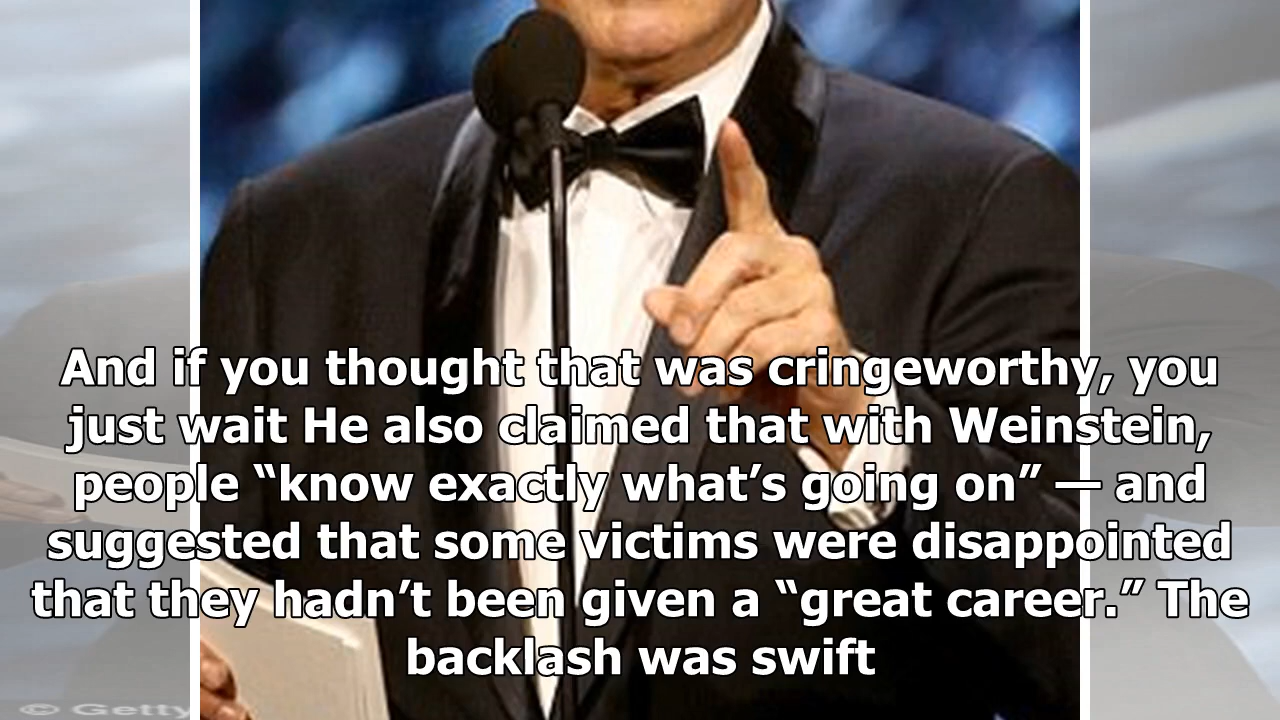 And if you thought that was cringeworthy, you
just wait He also claimed that with Weinstein,
people “know exactly what’s going on” — and
suggested that some victims were disappointed
that they hadn’t been given a “great career.” The
backlash was swift
© Getty